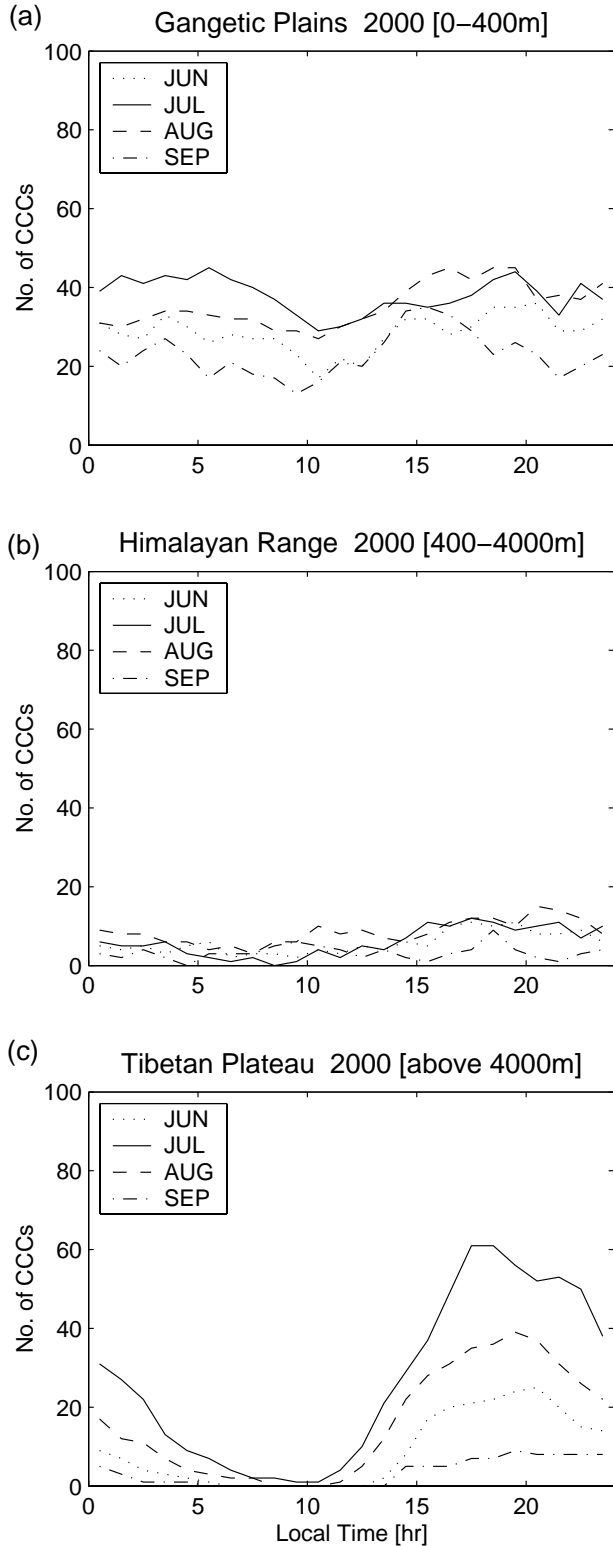 (a)
Gangetic Plains 2000 [0–400m]
100
80
60
40
20
0
No. of CCCs
JUN
JUL
AUG
SEP
0 5 10 15 20
(b)
Himalayan Range 2000 [400–4000m]
100
80
60
40
20
0
No. of CCCs
JUN
JUL
AUG
SEP
0 5 10 15 20
(c)
Tibetan Plateau 2000 [above 4000m]
100
80
60
40
20
0
No. of CCCs
JUN
JUL
AUG
SEP
0 5 10 15 20
Local Time [hr]